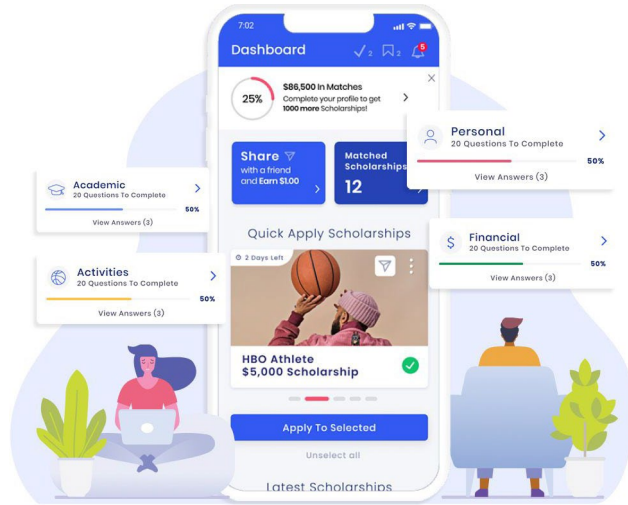 7:02
Dashboard
2
2
5
25%
$86,500 In Matches
Complete your profile to get
1000 more Scholarships!
Personal
20 Questions To Complete
50%
View Answers (3)
Share
with a friend
and Earn $1.00
Matched
Scholarships
12
Academic
20 Questions To Complete
50%
View Answers (3)
Quick Apply Scholarships
Financial
20 Questions To Complete
50%
View Answers (3)
2 Days Left
Activities
20 Questions To Complete
50%
View Answers (3)
HBO Athlete
$5,000 Scholarship
Apply To Selected
Unselect all
Latest Scholarships